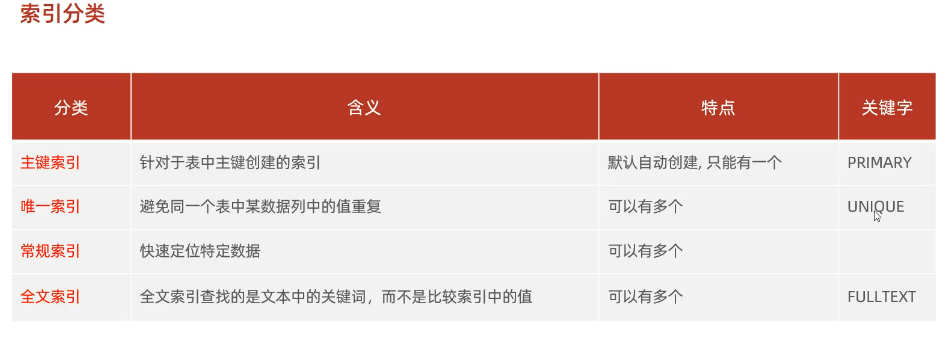 索引分类
分类 含义 特点 关键字
主键索引 针对于表中主键创建的索引 默认自动创建, 只能有一个 PRIMARY
唯一索引 避免同一个表中某数据列中的值重复 可以有多个 UNIQUE
常规索引 快速定位特定数据 可以有多个
全文索引 全文索引查找的是文本中的关键词，而不是比较索引中的值 可以有多个 FULLTEXT